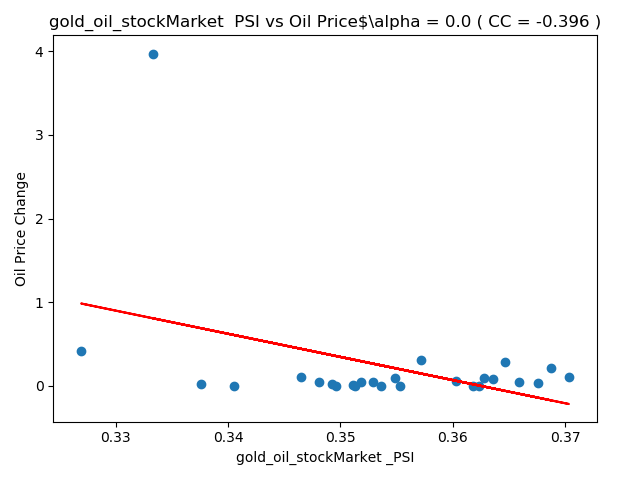 gold_oil_stockMarket  PSI vs Oil Price$\alpha = 0.0 ( CC = -0.396 )
4
3
2
1
0
Oil Price Change
0.33 0.34 0.35 0.36 0.37
gold_oil_stockMarket _PSI